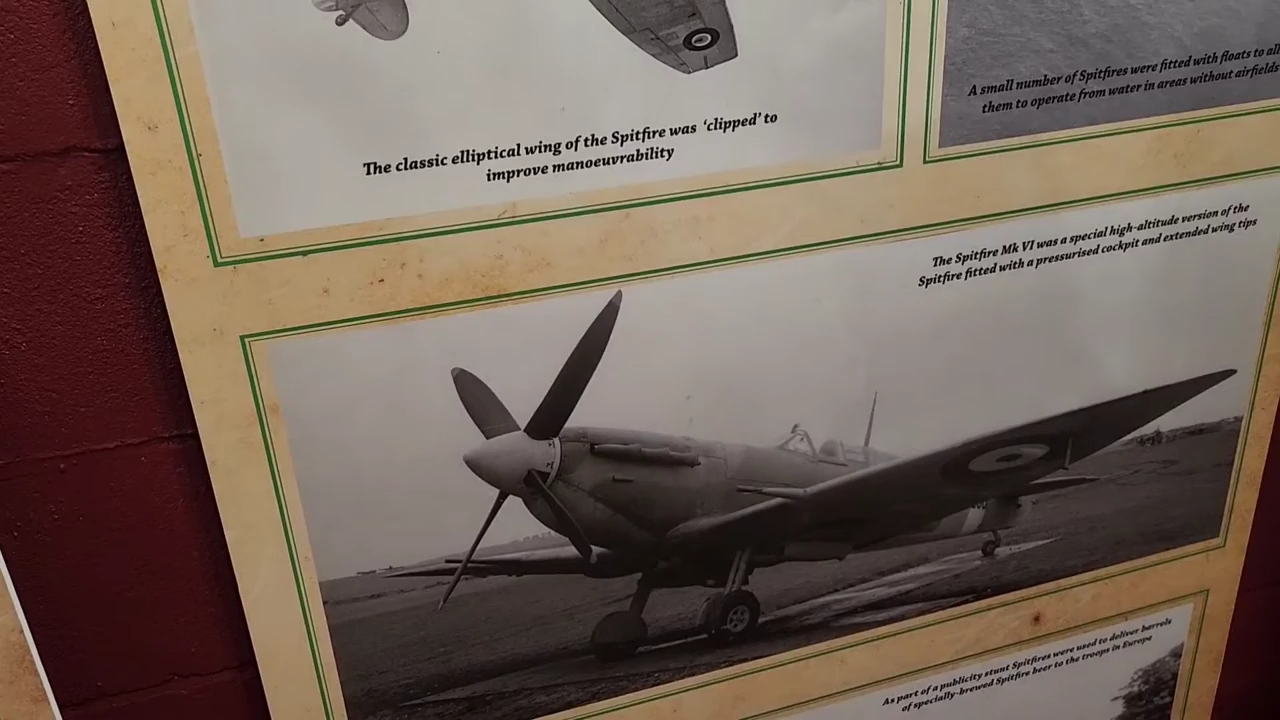 The classic elliptical wing of the Spitfire was 'clipped' to
improve manoeuvrability
A small number of Spitfires were fitted with floats to
them to operate from water in areas without airfields
The Spitfire Mk VI was a special high-altitude version of the
Spitfire fitted with a pressurised cockpit and extended wing tips
As part of a publicity stunt Spitfires were used to deliver barrels
of specially-brewed Spitfire beer to the troops in Europe